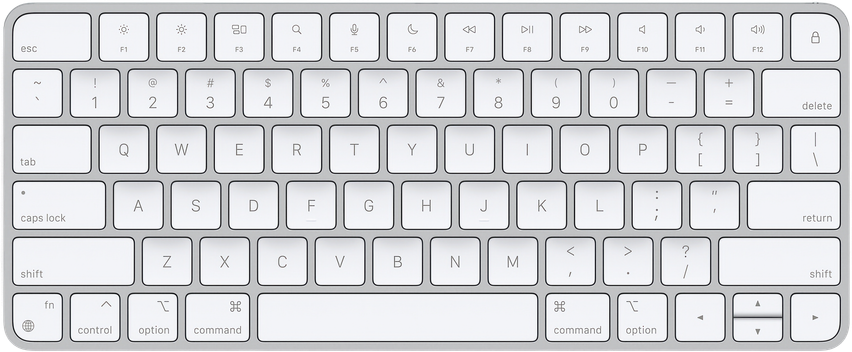 esc F1 F2 F3 F4 F5 F6 F7 F8 F9 F10 F11 F12
~ ! @ # $ % ^ & * ( ) — +
` 1 2 3 4 5 6 7 8 9 0 - = delete
tab Q W E R T Y U I O P { [ } ] | \
caps lock A S D F G H J K L : ; " ' return
shift Z X C V B N M < , > . ? / shift
fn ^ ⌥ ⌘ ⌘ ⌥ ◂ ▴ ▸
control option command command option ▾